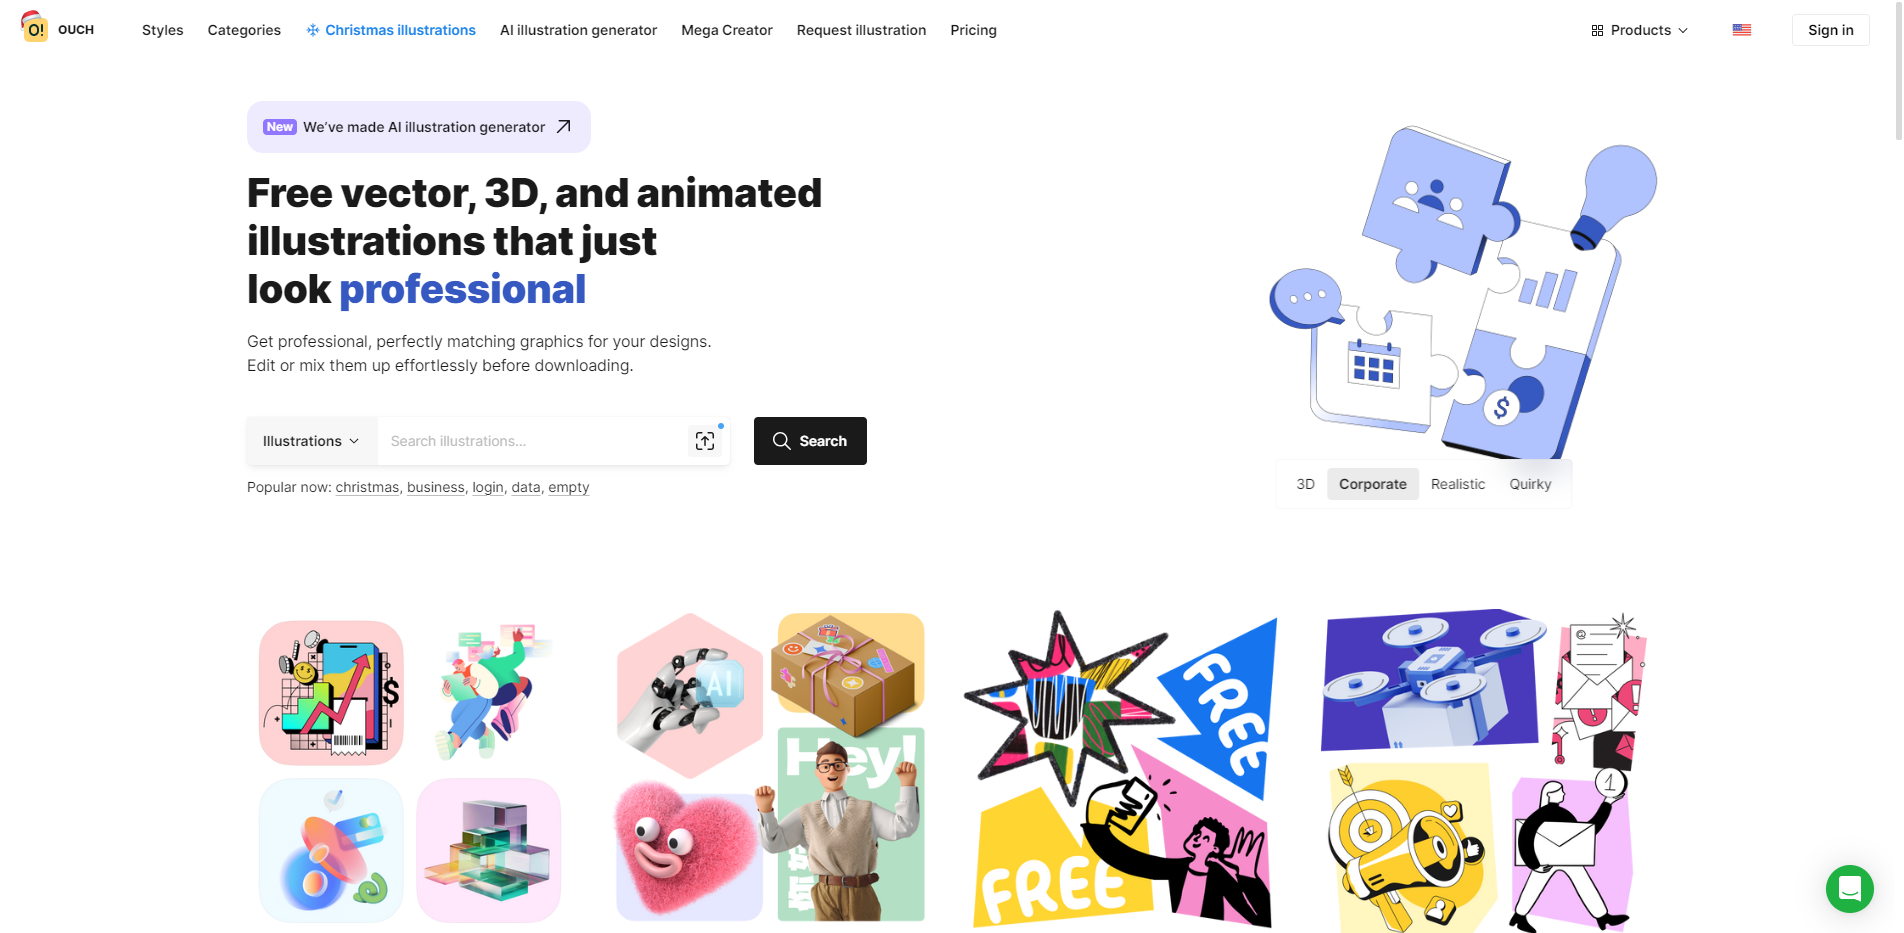 O! OUCH
Styles
Categories
Christmas illustrations
AI illustration generator
Mega Creator
Request illustration
Pricing
Products
Sign in
New We've made AI illustration generator
Free vector, 3D, and animated
illustrations that just
look professional
Get professional, perfectly matching graphics for your designs.
Edit or mix them up effortlessly before downloading.
Illustrations
Search illustrations...
Search
Popular now: christmas, business, login, data, empty
$
3D
Corporate
Realistic
Quirky
$
AI
Hey!
FREE
FREE
@
1